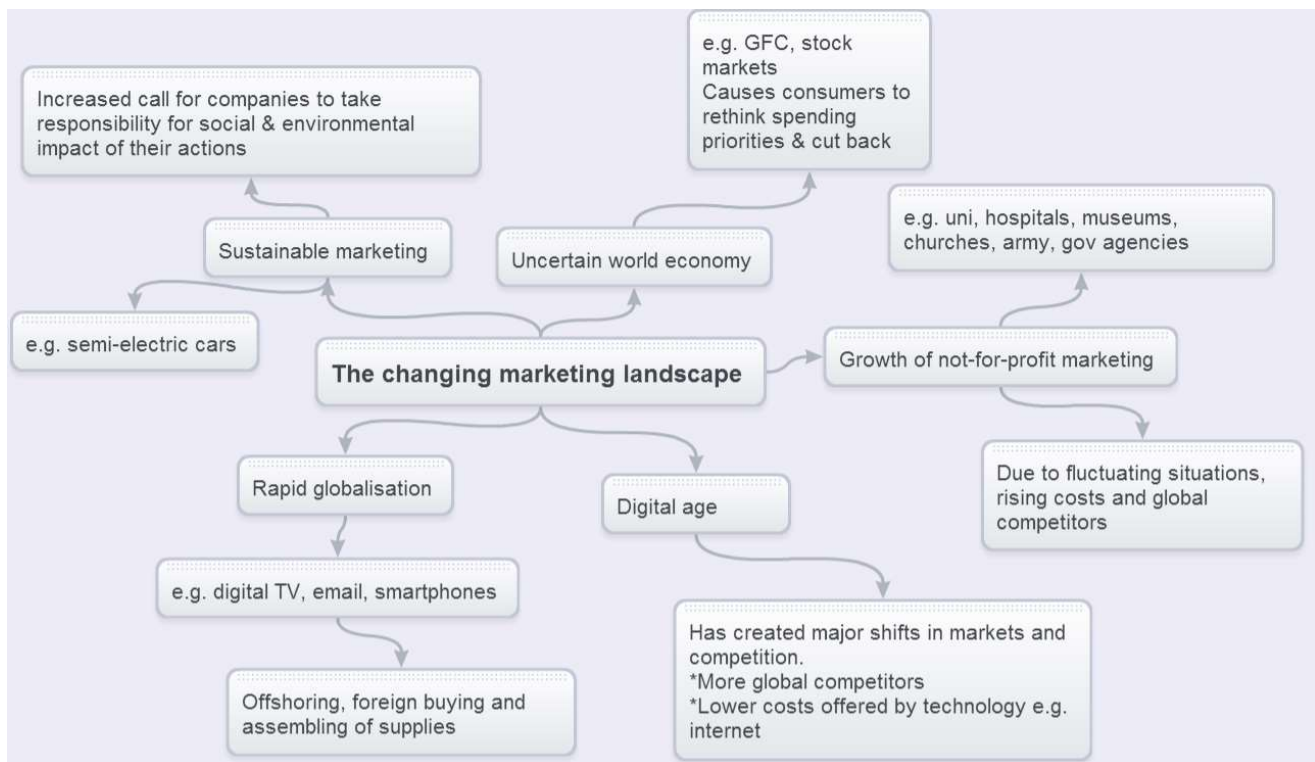 e.g. GFC, stock
markets
Causes consumers to
rethink spending
priorities & cut back
Increased call for companies to take
responsibility for social & environmental
impact of their actions
e.g. uni, hospitals, museums,
churches, army, gov agencies
Sustainable marketing
Uncertain world economy
e.g. semi-electric cars
The changing marketing landscape
Growth of not-for-profit marketing
Rapid globalisation
Digital age
Due to fluctuating situations,
rising costs and global
competitors
e.g. digital TV, email, smartphones
Has created major shifts in markets and
competition.
*More global competitors
*Lower costs offered by technology e.g.
internet
Offshoring, foreign buying and
assembling of supplies